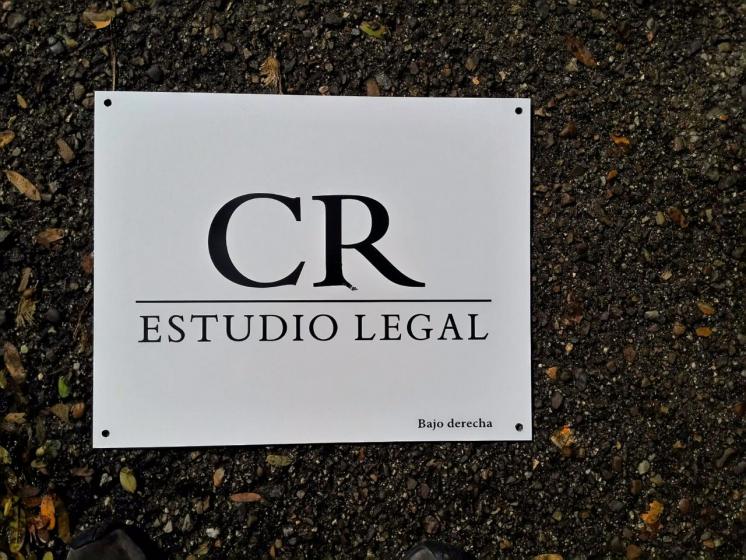 CR
ESTUDIO LEGAL
Bajo derecha